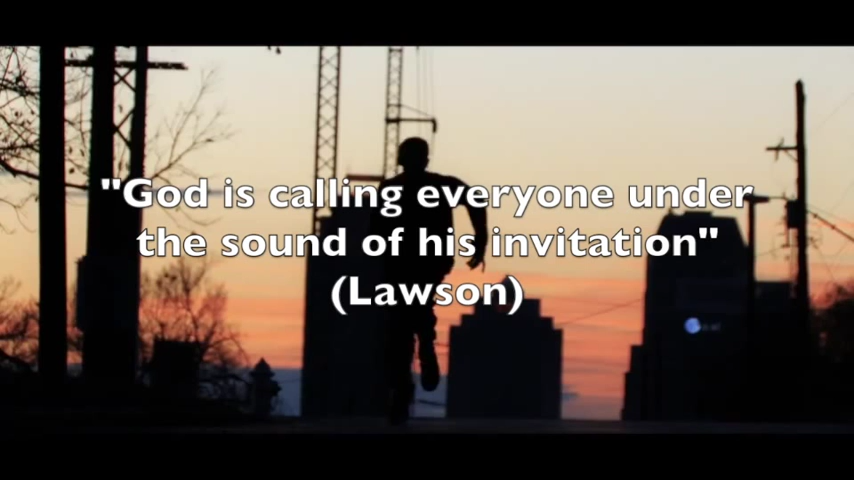 "God is calling everyone under
the sound of his invitation"
(Lawson)